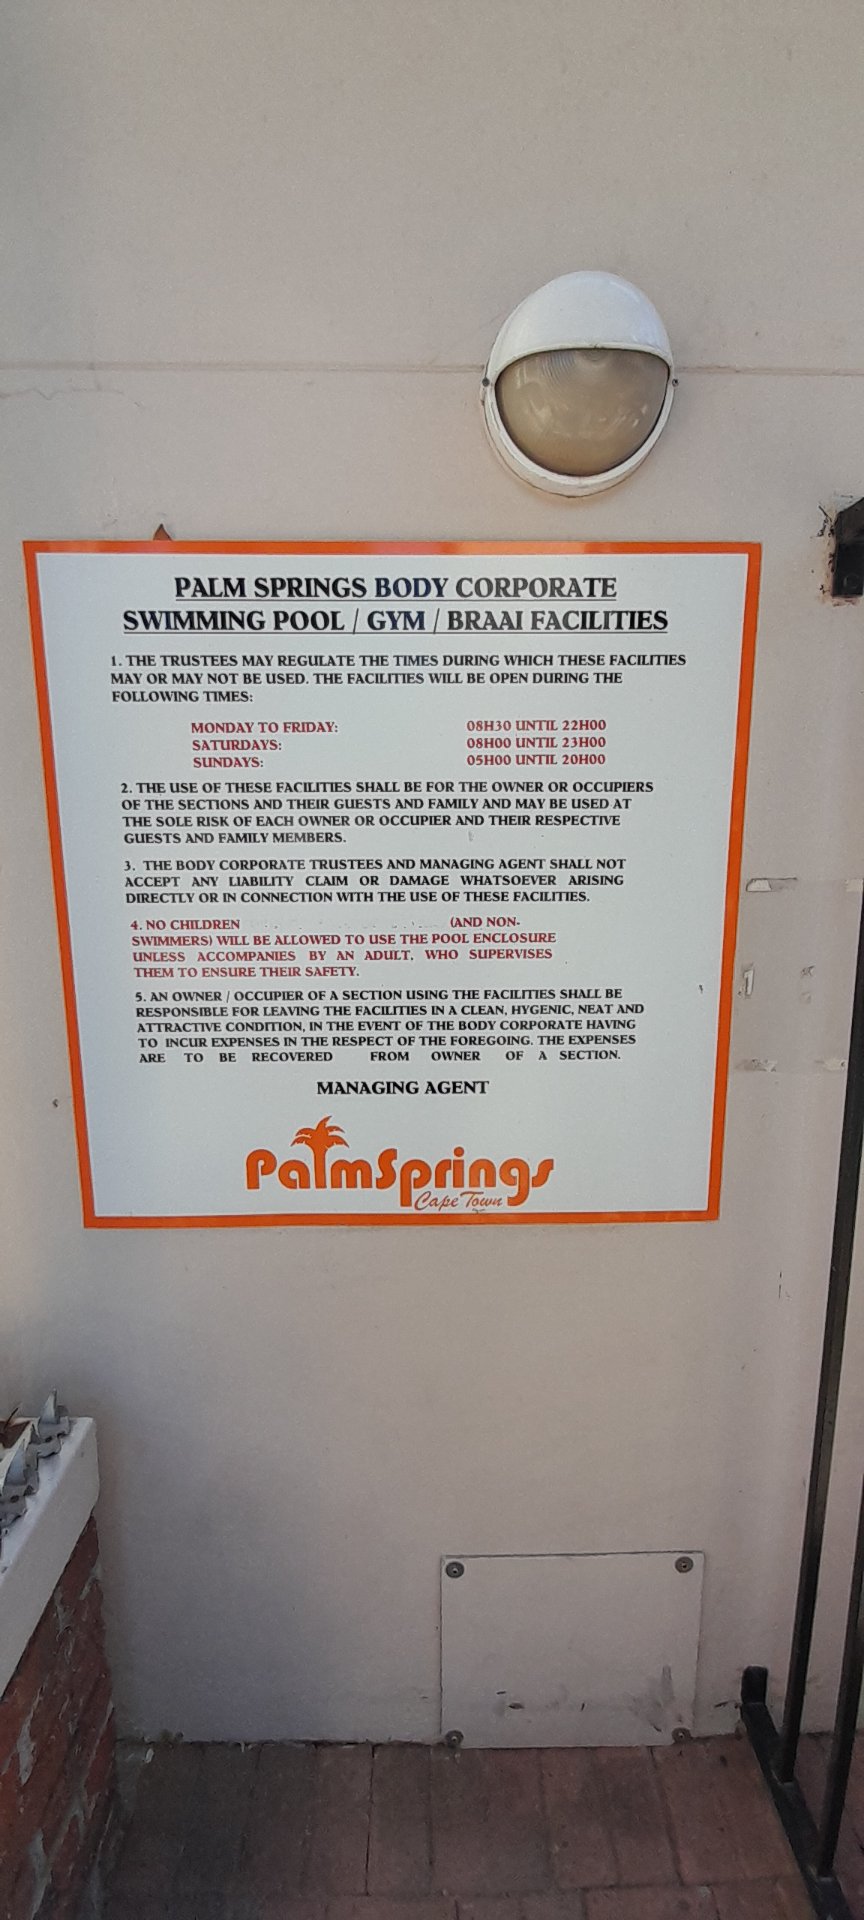 PALM SPRINGS BODY CORPORATE
SWIMMING POOL / GYM / BRAAI FACILITIES
1. THE TRUSTEES MAY REGULATE THE TIMES DURING WHICH THESE FACILITIES
MAY OR MAY NOT BE USED. THE FACILITIES WILL BE OPEN DURING THE
FOLLOWING TIMES:
MONDAY TO FRIDAY: 08H30 UNTIL 22H00
SATURDAYS: 08H00 UNTIL 23H00
SUNDAYS: 05H00 UNTIL 20H00
2. THE USE OF THESE FACILITIES SHALL BE FOR THE OWNER OR OCCUPIERS
OF THE SECTIONS AND THEIR GUESTS AND FAMILY AND MAY BE USED AT
THE SOLE RISK OF EACH OWNER OR OCCUPIER AND THEIR RESPECTIVE
GUESTS AND FAMILY MEMBERS.
3. THE BODY CORPORATE TRUSTEES AND MANAGING AGENT SHALL NOT
ACCEPT ANY LIABILITY CLAIM OR DAMAGE WHATSOEVER ARISING
DIRECTLY OR IN CONNECTION WITH THE USE OF THESE FACILITIES.
4. NO CHILDREN (AND NON-
SWIMMERS) WILL BE ALLOWED TO USE THE POOL ENCLOSURE
UNLESS ACCOMPANIES BY AN ADULT, WHO SUPERVISES
THEM TO ENSURE THEIR SAFETY.
5. AN OWNER / OCCUPIER OF A SECTION USING THE FACILITIES SHALL BE
RESPONSIBLE FOR LEAVING THE FACILITIES IN A CLEAN, HYGENIC, NEAT AND
ATTRACTIVE CONDITION, IN THE EVENT OF THE BODY CORPORATE HAVING
TO INCUR EXPENSES IN THE RESPECT OF THE FOREGOING. THE EXPENSES
ARE TO BE RECOVERED FROM OWNER OF A SECTION.
MANAGING AGENT
PalmSprings
Cape Town